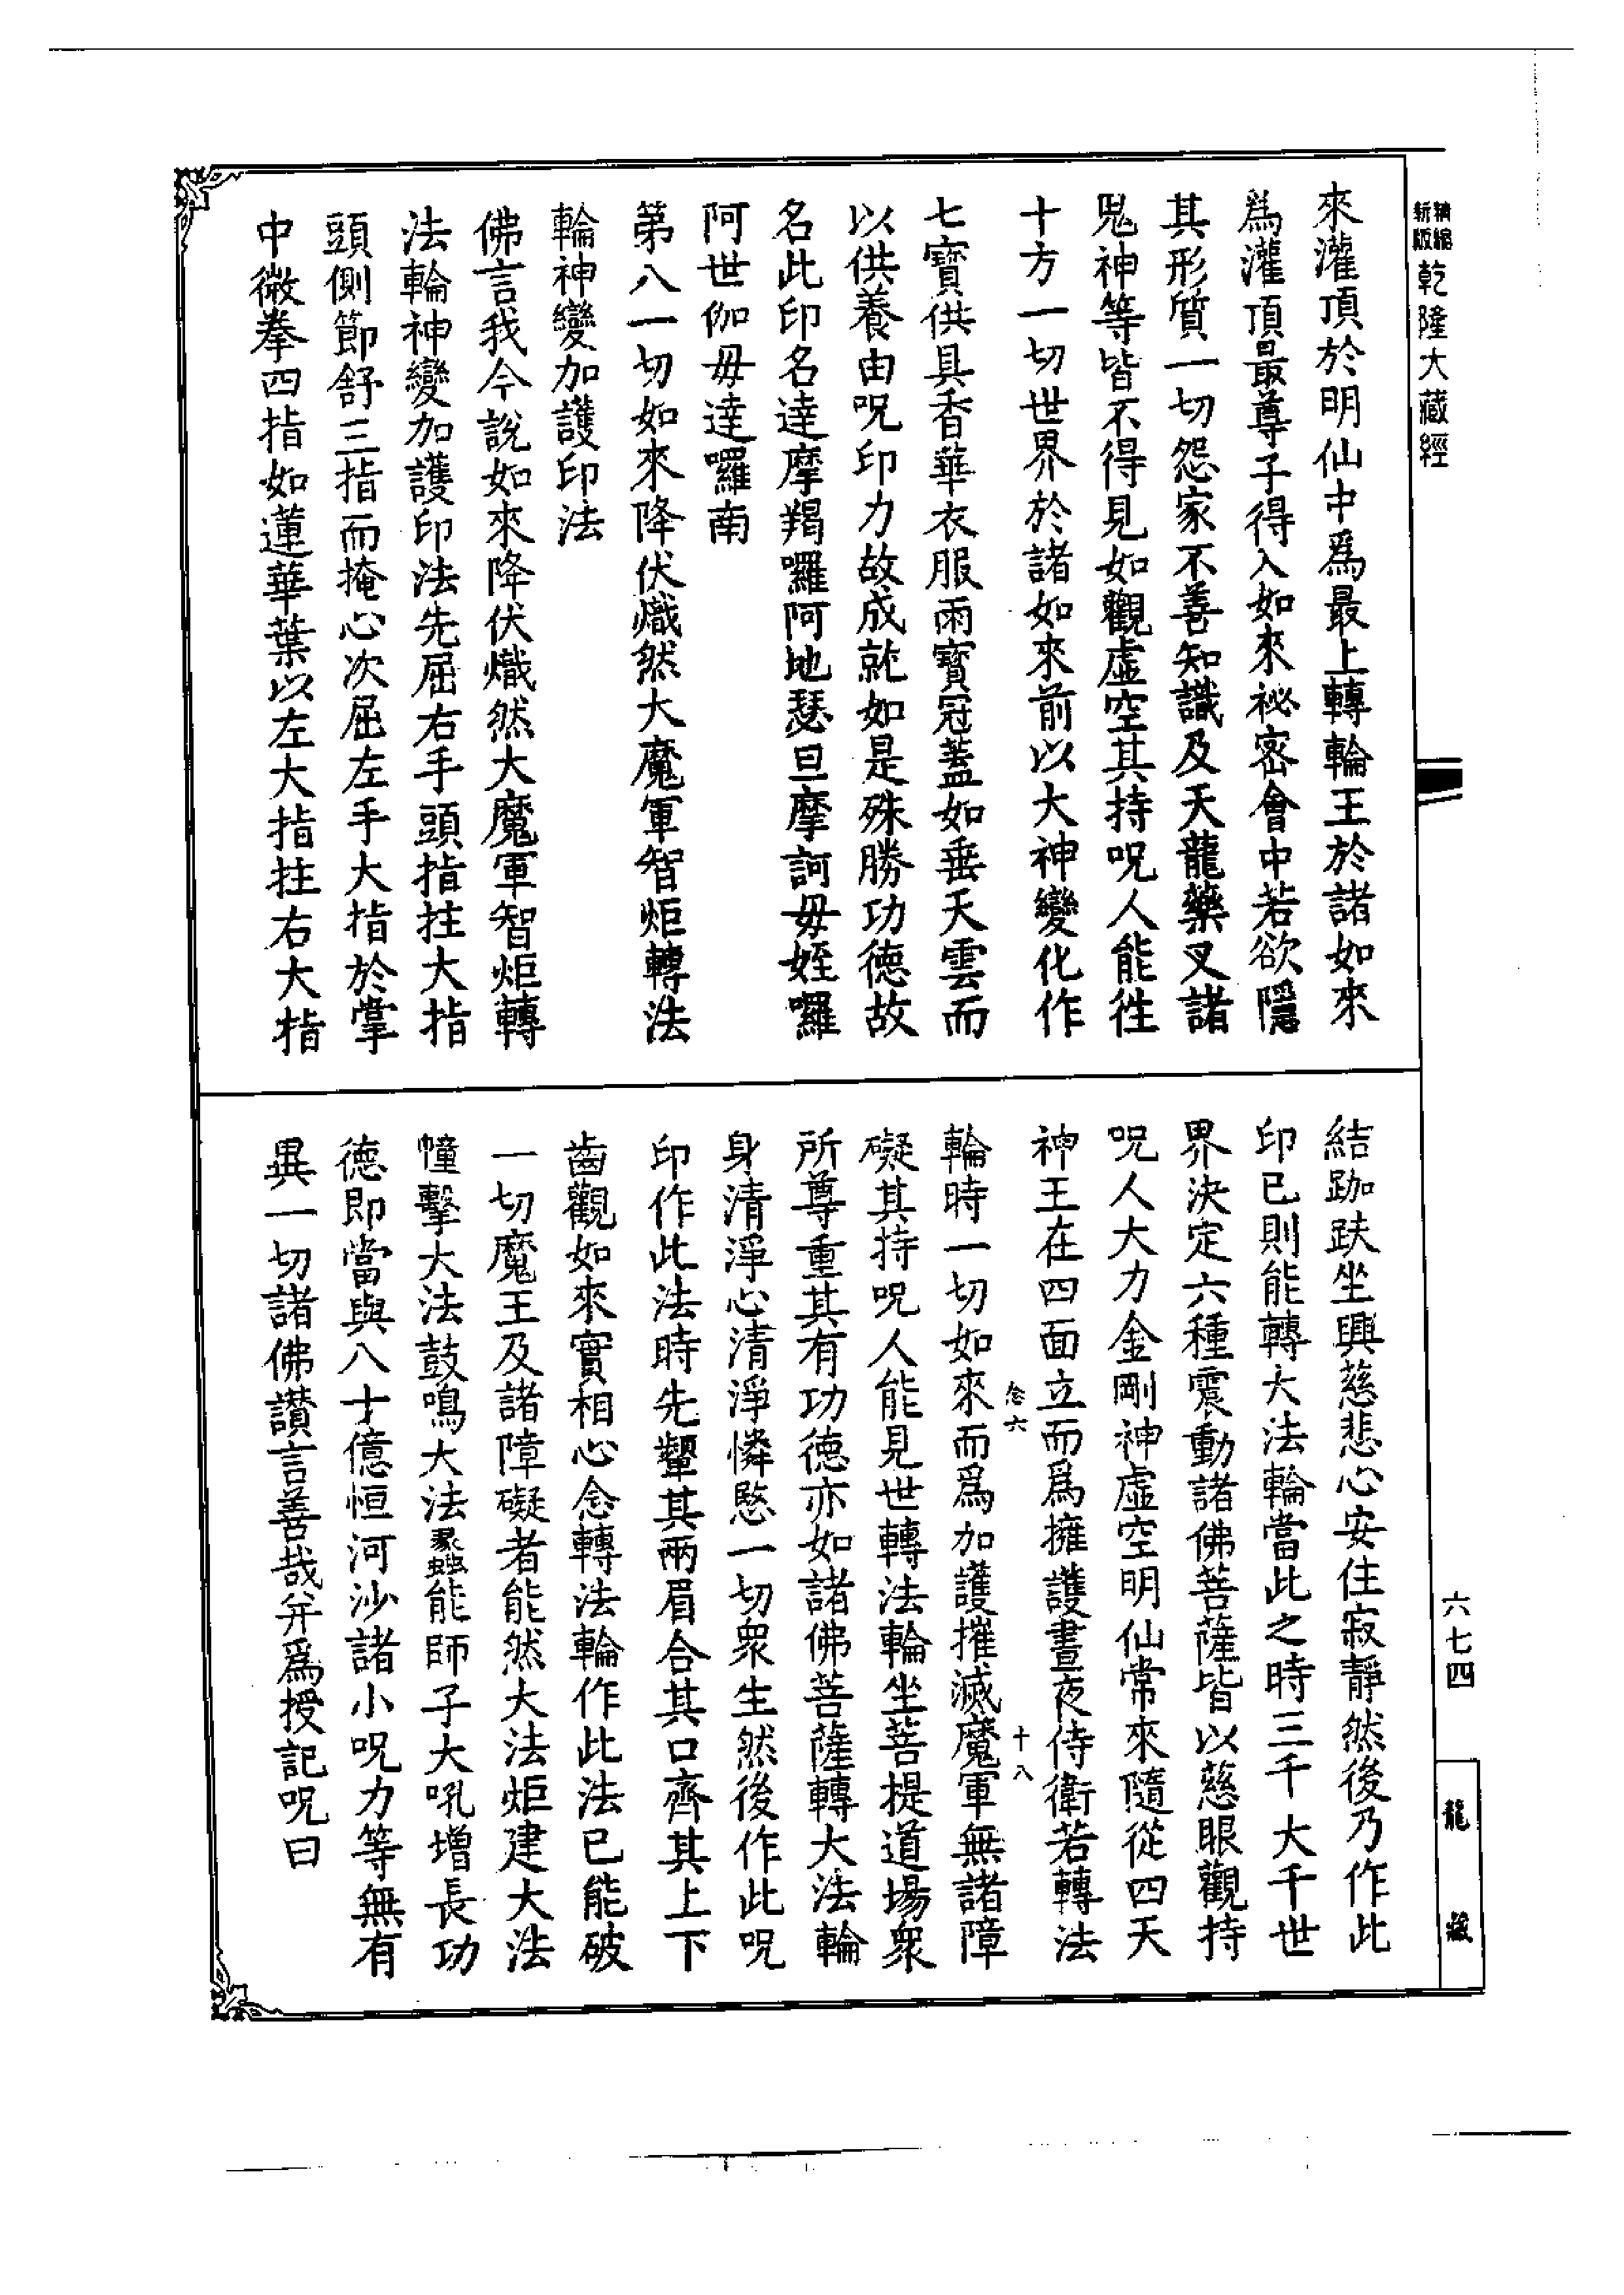 新版精縮乾隆大藏經
來灌頂於明仙中爲最上轉輪王於諸如來
爲灌頂最尊子得入如來祕密會中若欲隱
其形質一切怨家不善知識及天龍藥叉諸
鬼神等皆不得見如觀虛空其持呪人能徃
十方一切世界於諸如來前以大神變化作
七寶供具香華衣服雨寶冠蓋如垂天雲而
以供養由呪印力故成就如是殊勝功德故
名此印名達摩羯囉阿地瑟旦摩訶毋姪囉
阿世伽毋達囉南
第八一切如來降伏熾然大魔軍智炬轉法
輪神變加護印法
佛言我今說如來降伏熾然大魔軍智炬轉
法輪神變加護印法先屈右手頭指拄大指
頭側節舒三指而掩心次屈左手大指於掌
中微拳四指如蓮華葉以左大指拄右大指
結跏趺坐興慈悲心安住寂靜然後乃作此
印已則能轉大法輪當此之時三千大千世
界決定六種震動諸佛菩薩皆以慈眼觀持
呪人大力金剛神虛空明仙常來隨從四天
神王在四面立而爲擁護晝夜侍衛若轉法
念六 十八
輪時一切如來而爲加護摧滅魔軍無諸障
礙其持呪人能見世轉法輪坐菩提道場衆
所尊重其有功德亦如諸佛菩薩轉大法輪
身清淨心清淨憐愍一切衆生然後作此呪
印作此法時先顰其兩眉合其口齊其上下
齒觀如來實相心念轉法輪作此法已能破
一切魔王及諸障礙者能然大法炬建大法
幢擊大法鼓鳴大法蠡能師子大吼增長功
德即當與八十億恒河沙諸小呪力等無有
異一切諸佛讃言善哉并爲授記呪曰
六七四
龍藏